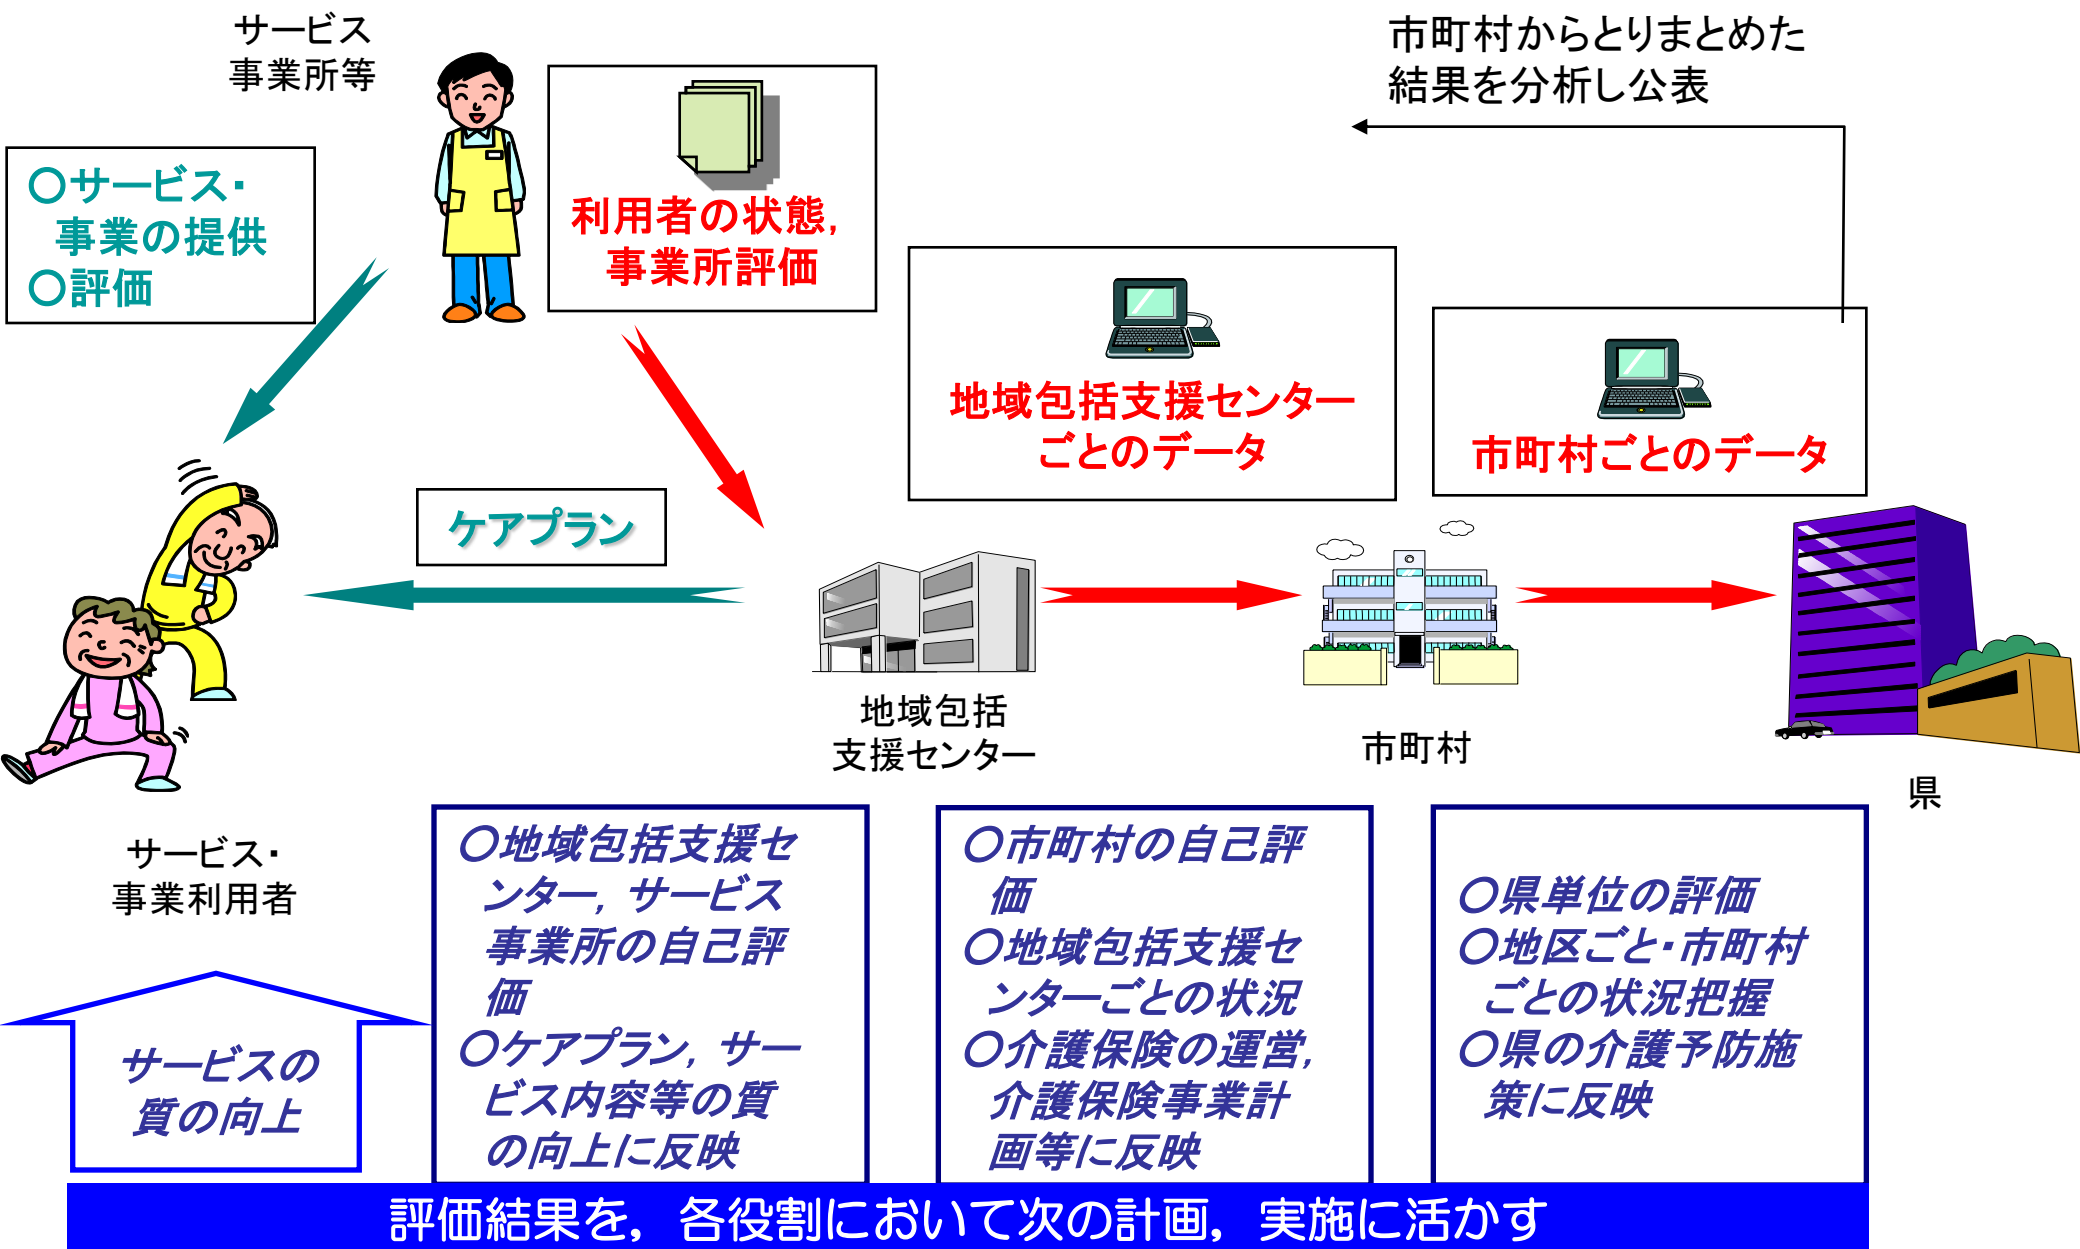 サービス
事業所等
市町村からとりまとめた
結果を分析し公表
○サービス・
事業の提供
○評価
利用者の状態,
事業所評価
地域包括支援センター
ごとのデータ
市町村ごとのデータ
ケアプラン
地域包括
支援センター
市町村
県
サービス・
事業利用者
○地域包括支援セ
ンター, サービス
事業所の自己評
価
○ケアプラン, サー
ビス内容等の質
の向上に反映
○市町村の自己評
価
○地域包括支援セ
ンターごとの状況
○介護保険の運営,
介護保険事業計
画等に反映
○県単位の評価
○地区ごと・市町村
ごとの状況把握
○県の介護予防施
策に反映
サービスの
質の向上
評価結果を, 各役割において次の計画, 実施に活かす